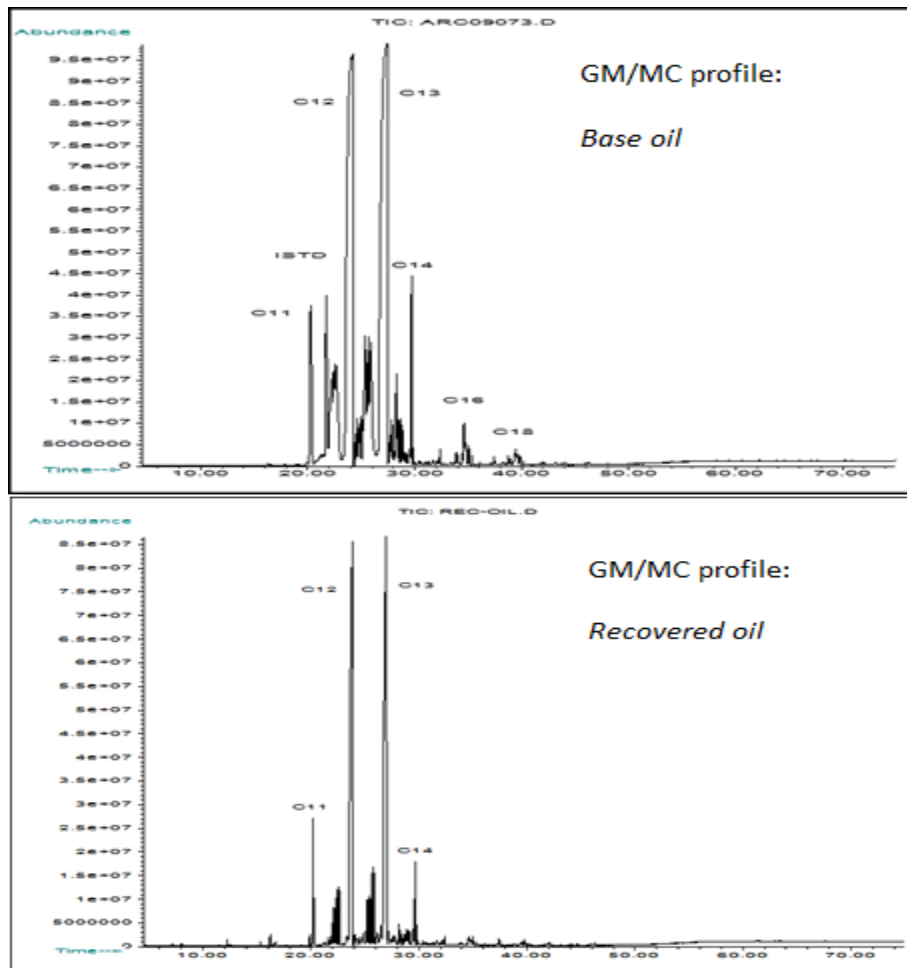 TIC: ARC09073.D
Abundance
GM/MC profile:
Base oil
9.5e+07
9e+07
8.5e+07
8e+07
7.5e+07
7e+07
6.5e+07
6e+07
5.5e+07
5e+07
4.5e+07
4e+07
3.5e+07
3e+07
2.5e+07
2e+07
1.5e+07
1e+07
5000000
0
C12
C13
ISTD
C14
C11
C16
C18
Time-->
10.00 20.00 30.00 40.00 50.00 60.00 70.00
TIC: REC-OIL.D
Abundance
GM/MC profile:
Recovered oil
8.5e+07
8e+07
7.5e+07
7e+07
6.5e+07
6e+07
5.5e+07
5e+07
4.5e+07
4e+07
3.5e+07
3e+07
2.5e+07
2e+07
1.5e+07
1e+07
5000000
0
C12
C13
C11
C14
Time-->
10.00 20.00 30.00 40.00 50.00 60.00 70.00